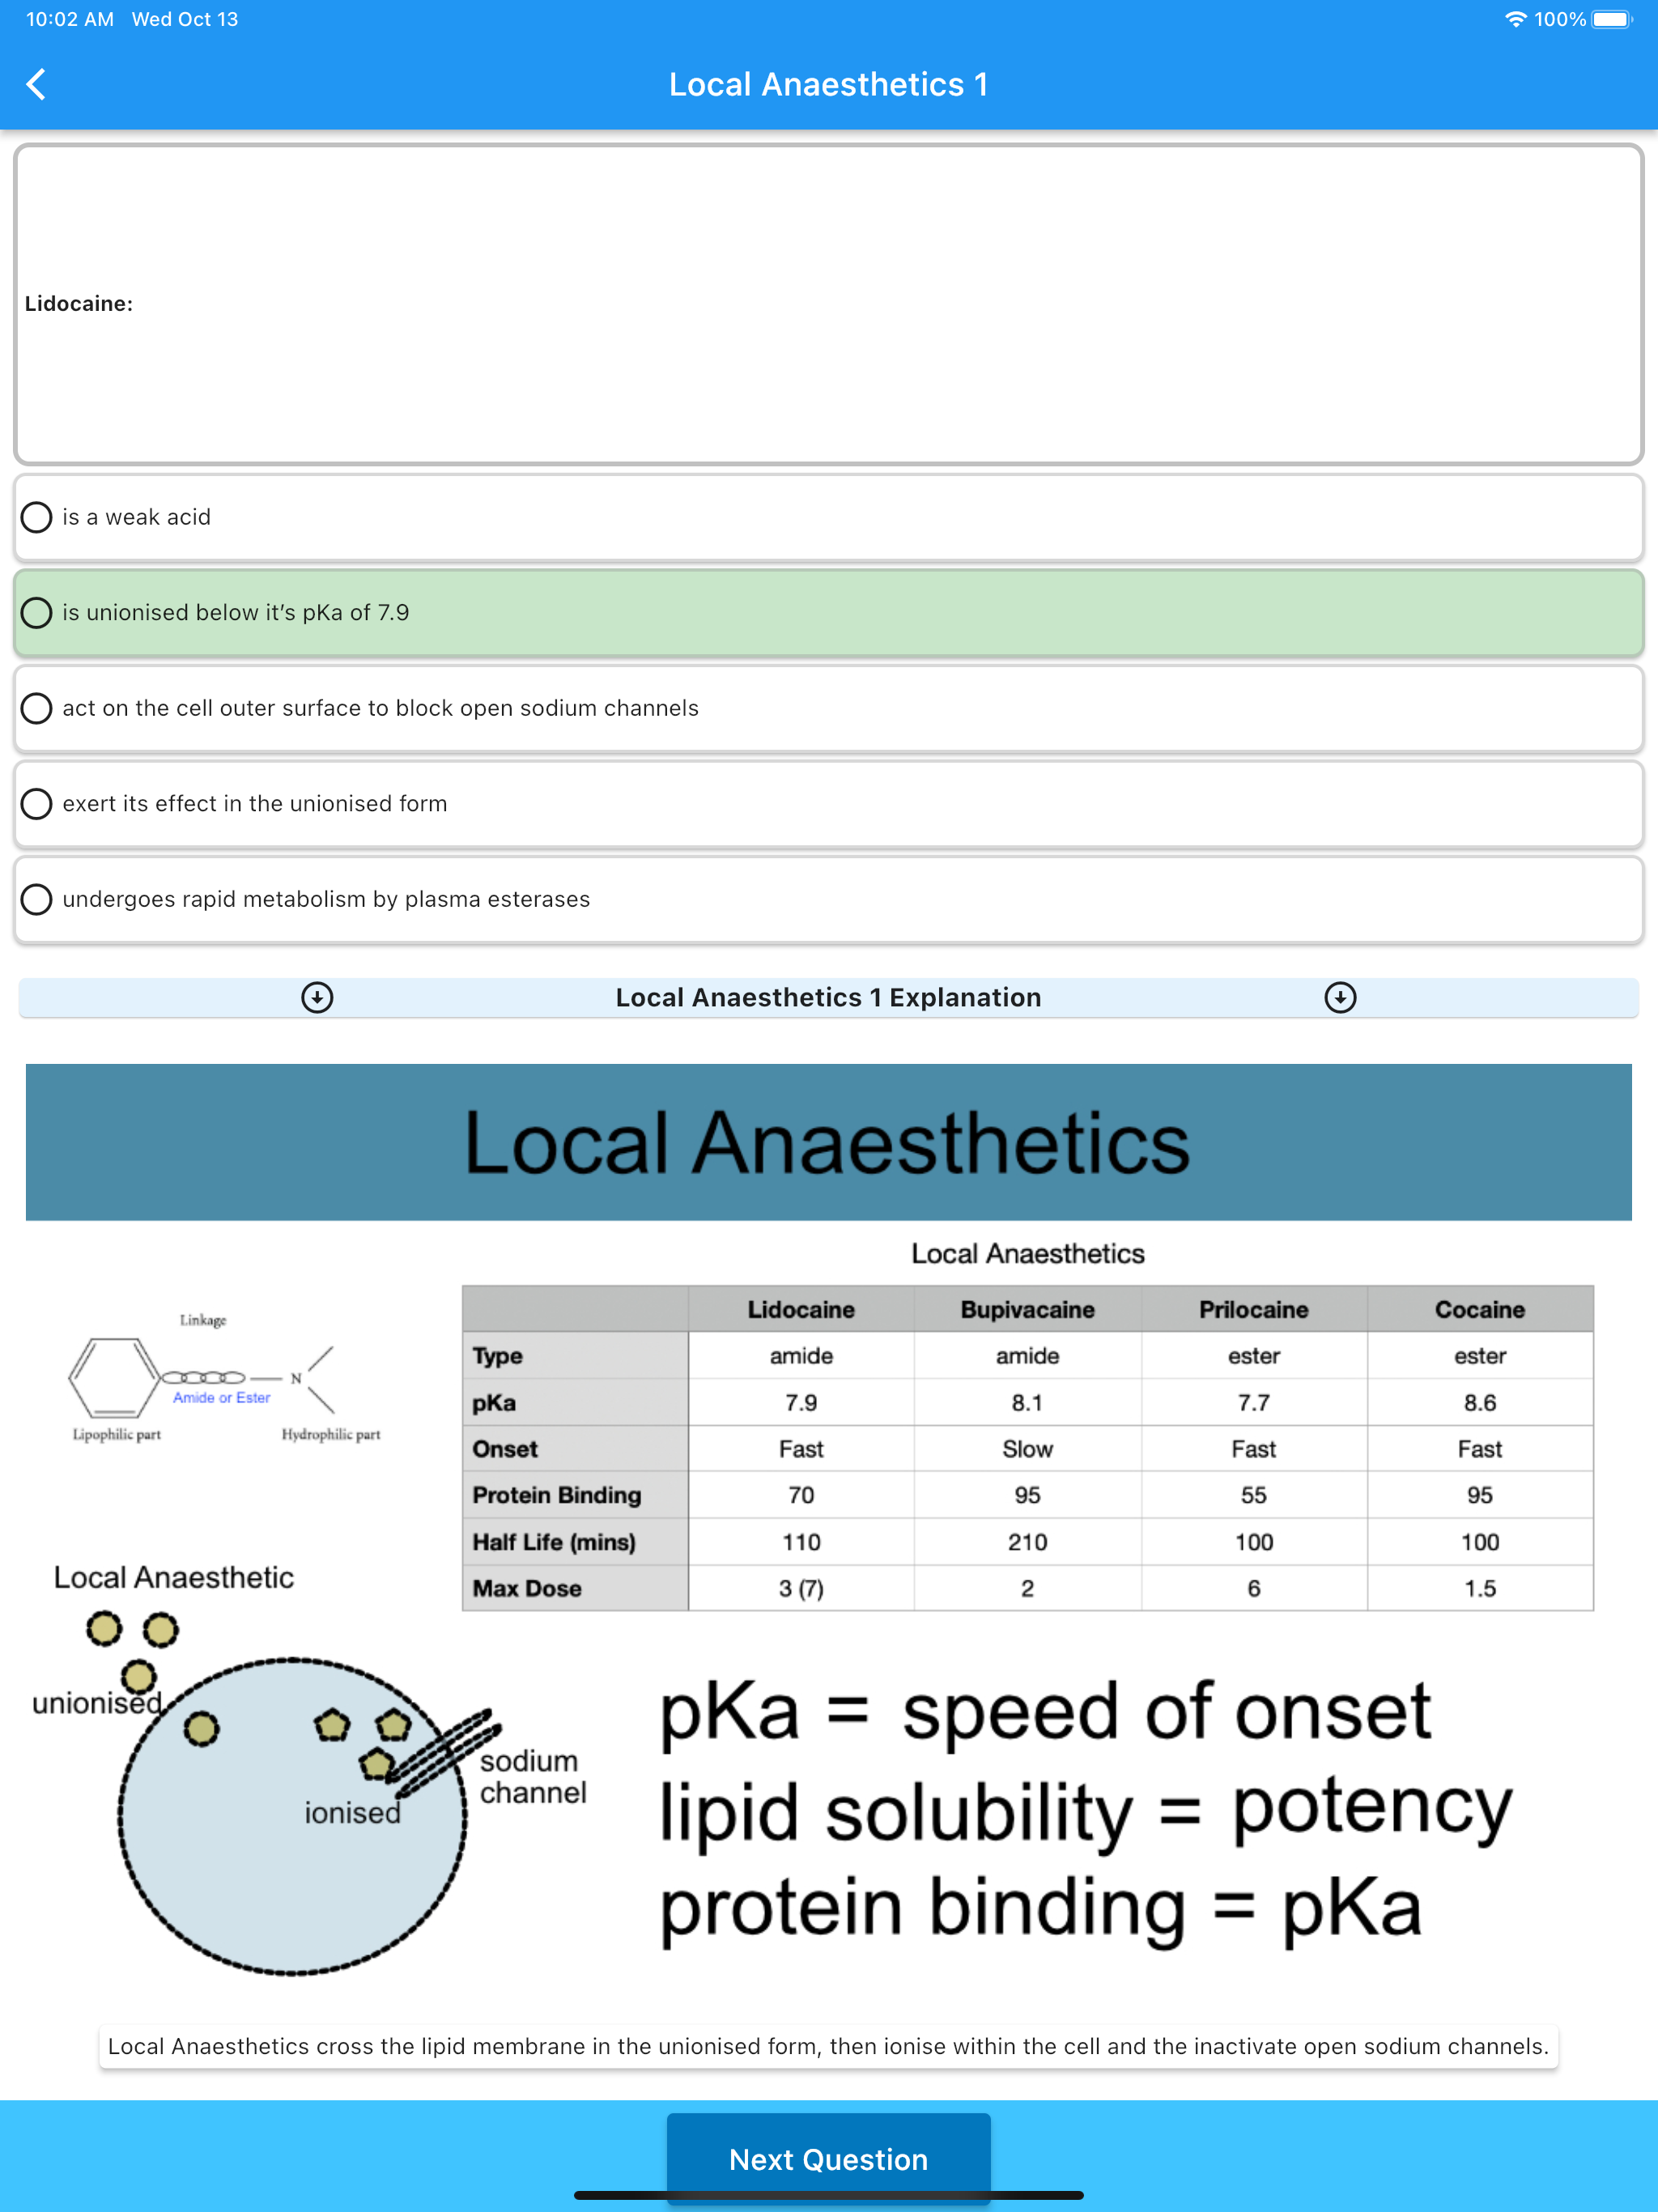 10:02 AM Wed Oct 13
100%
Local Anaesthetics 1
Lidocaine:
is a weak acid
is unionised below it’s pKa of 7.9
act on the cell outer surface to block open sodium channels
exert its effect in the unionised form
undergoes rapid metabolism by plasma esterases
Local Anaesthetics 1 Explanation
Local Anaesthetics
Local Anaesthetics
Lidocaine Bupivacaine Prilocaine Cocaine
Type amide amide ester ester
pKa 7.9 8.1 7.7 8.6
Onset Fast Slow Fast Fast
Protein Binding 70 95 55 95
Half Life (mins) 110 210 100 100
Max Dose 3 (7) 2 6 1.5
Linkage
N
Amide or Ester
Lipophilic part Hydrophilic part
Local Anaesthetic
unionised
ionised
sodium
channel
pKa = speed of onset
lipid solubility = potency
protein binding = pKa
Local Anaesthetics cross the lipid membrane in the unionised form, then ionise within the cell and the inactivate open sodium channels.
Next Question